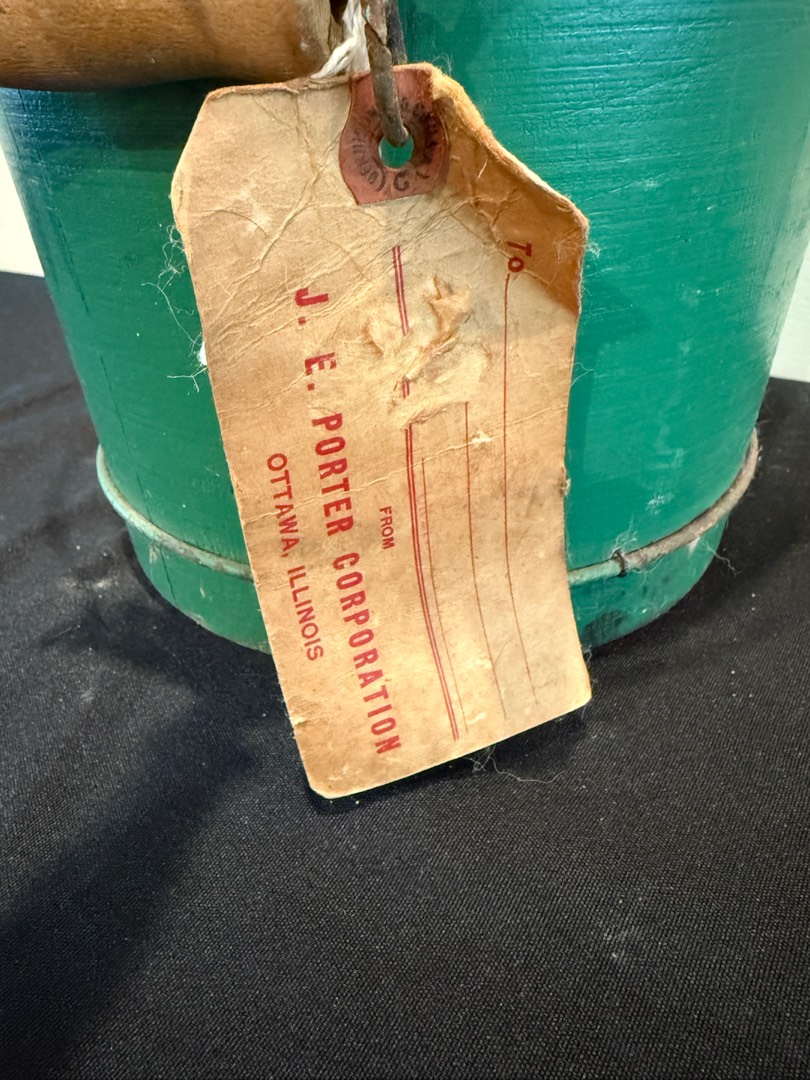 To
FROM
J. E. PORTER CORPORATION
OTTAWA, ILLINOIS